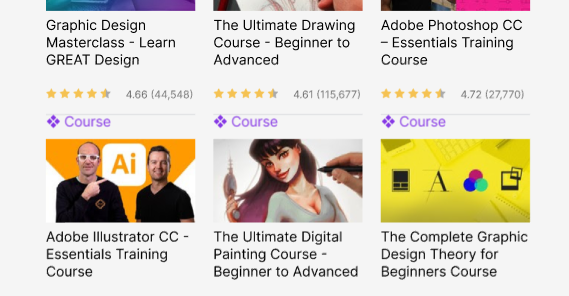 Graphic Design
Masterclass - Learn
GREAT Design
The Ultimate Drawing
Course - Beginner to
Advanced
Adobe Photoshop CC
– Essentials Training
Course
4.66 (44,548)
4.61 (115,677)
4.72 (27,770)
Course
Course
Course
Ai
A
Adobe Illustrator CC -
Essentials Training
Course
The Ultimate Digital
Painting Course -
Beginner to Advanced
The Complete Graphic
Design Theory for
Beginners Course